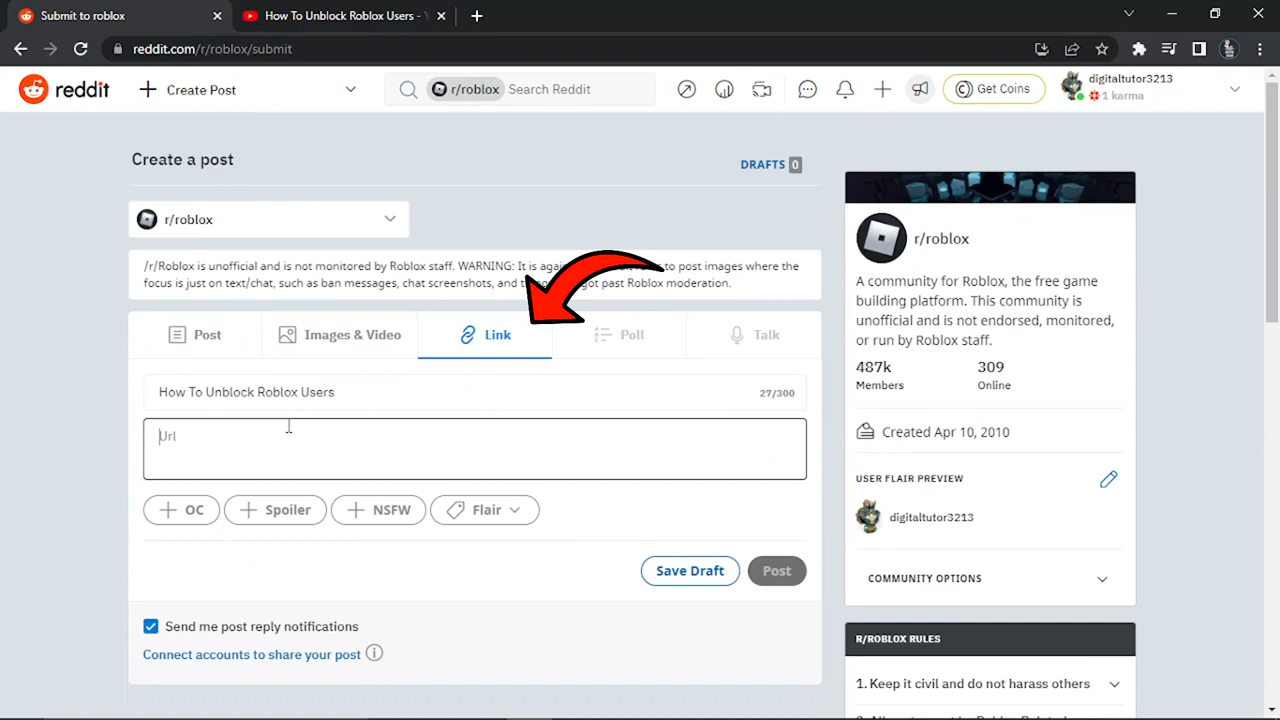 Submit to roblox
How To Unblock Roblox Users - Y
reddit.com/r/roblox/submit
reddit
Create Post
r/roblox Search Reddit
Get Coins
digitaltutor3213
1 karma
Create a post
DRAFTS 0
r/roblox
/r/Roblox is unofficial and is not monitored by Roblox staff. WARNING: It is to post images where the
focus is just on text/chat, such as ban messages, chat screenshots, and got past Roblox moderation.
Post
Images & Video
Link
Poll
Talk
How To Unblock Roblox Users
27/300
Url
OC
Spoiler
NSFW
Flair
Save Draft
Post
Send me post reply notifications
Connect accounts to share your post
r/roblox
A community for Roblox, the free game
building platform. This community is
unofficial and is not endorsed, monitored,
or run by Roblox staff.
487k
309
Members
Online
Created Apr 10, 2010
USER FLAIR PREVIEW
digitaltutor3213
COMMUNITY OPTIONS
R/ROBLOX RULES
1. Keep it civil and do not harass others